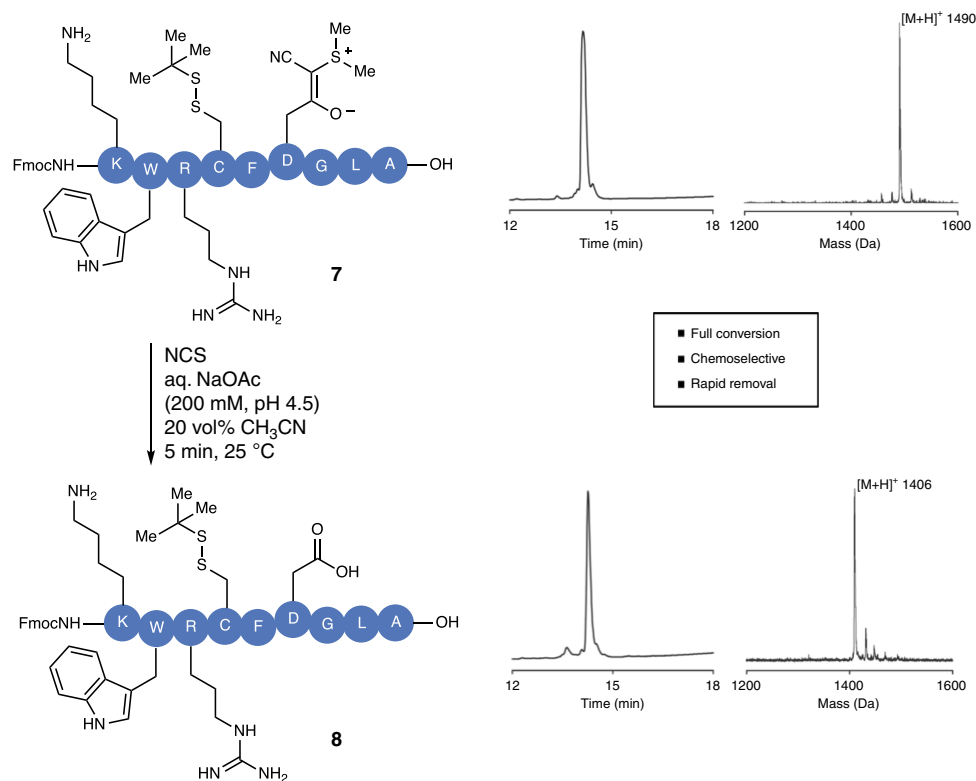 NH₂
Me
Me
Me
S
S
NC
S⁺
Me
Me
O⁻
FmocNH
K W R C F D G L A
OH
HN
NH
HN
NH₂
7
[M+H]⁺ 1490
12 15 18
Time (min)
1200 1400 1600
Mass (Da)
NCS
aq. NaOAc
(200 mM, pH 4.5)
20 vol% CH₃CN
5 min, 25 °C
■ Full conversion
■ Chemoselective
■ Rapid removal
NH₂
Me
Me
Me
S
S
O
OH
FmocNH
K W R C F D G L A
OH
HN
NH
HN
NH₂
8
[M+H]⁺ 1406
12 15 18
Time (min)
1200 1400 1600
Mass (Da)